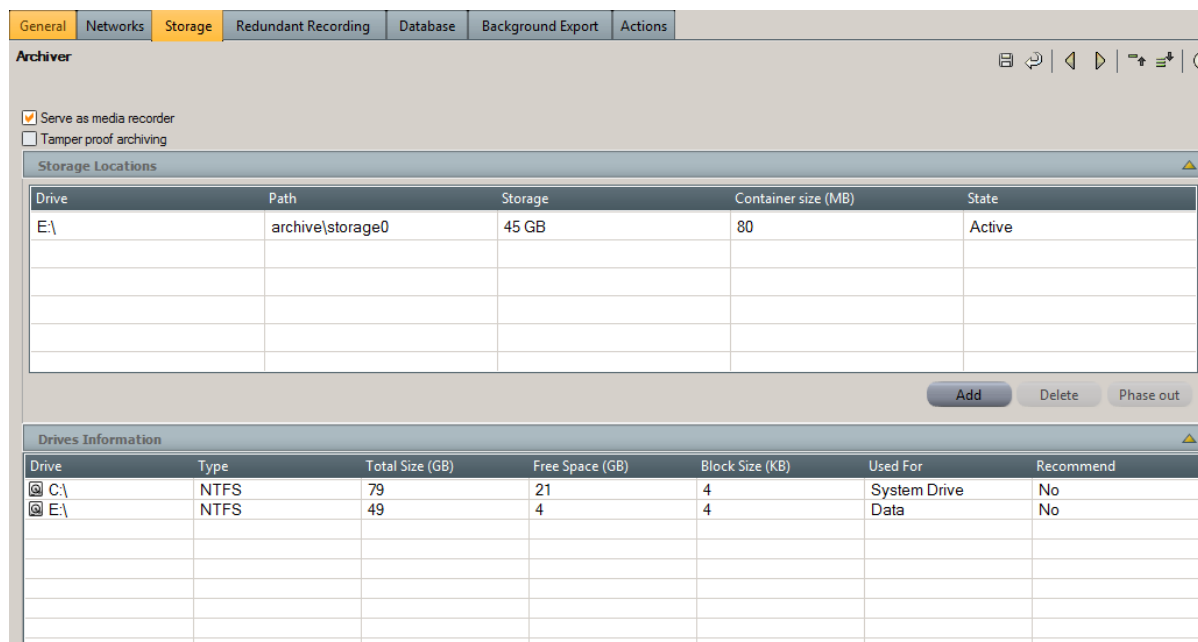 General Networks Storage Redundant Recording Database Background Export Actions
Archiver
Serve as media recorder
Tamper proof archiving
Storage Locations
Drive Path Storage Container size (MB) State
E:\ archive\storage0 45 GB 80 Active
Add Delete Phase out
Drives Information
Drive Type Total Size (GB) Free Space (GB) Block Size (KB) Used For Recommend
C:\ NTFS 79 21 4 System Drive No
E:\ NTFS 49 4 4 Data No